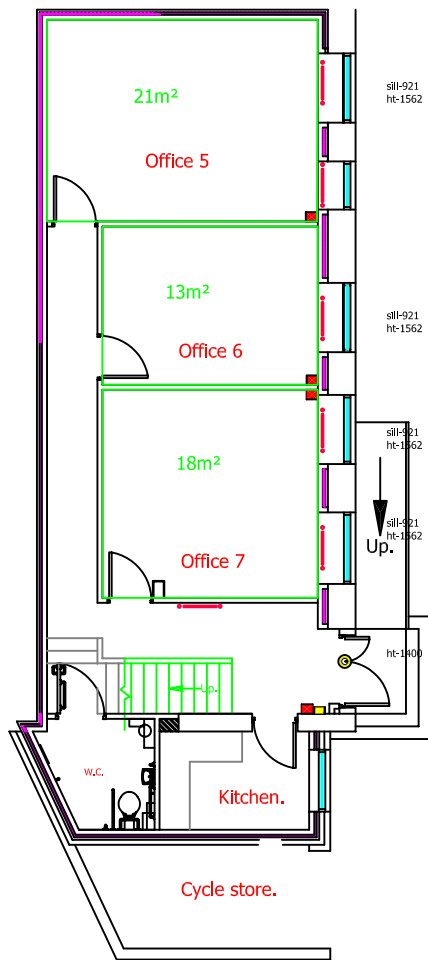 21m²
sill-921
ht-1562
Office 5
13m²
sill-921
ht-1562
Office 6
sill-921
ht-1562
18m²
sill-921
ht-1562
Up.
Office 7
ht-1400
Up.
w.c.
Kitchen.
Cycle store.